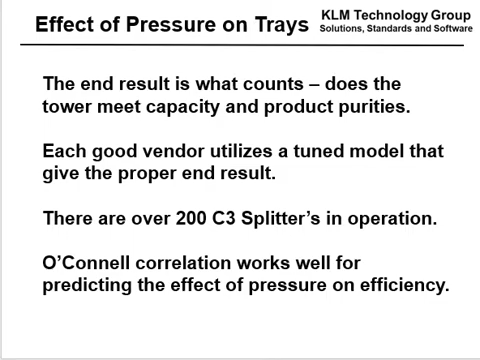 Effect of Pressure on Trays
KLM Technology Group
Solutions, Standards and Software
The end result is what counts – does the
tower meet capacity and product purities.
Each good vendor utilizes a tuned model that
give the proper end result.
There are over 200 C3 Splitter’s in operation.
O’Connell correlation works well for
predicting the effect of pressure on efficiency.